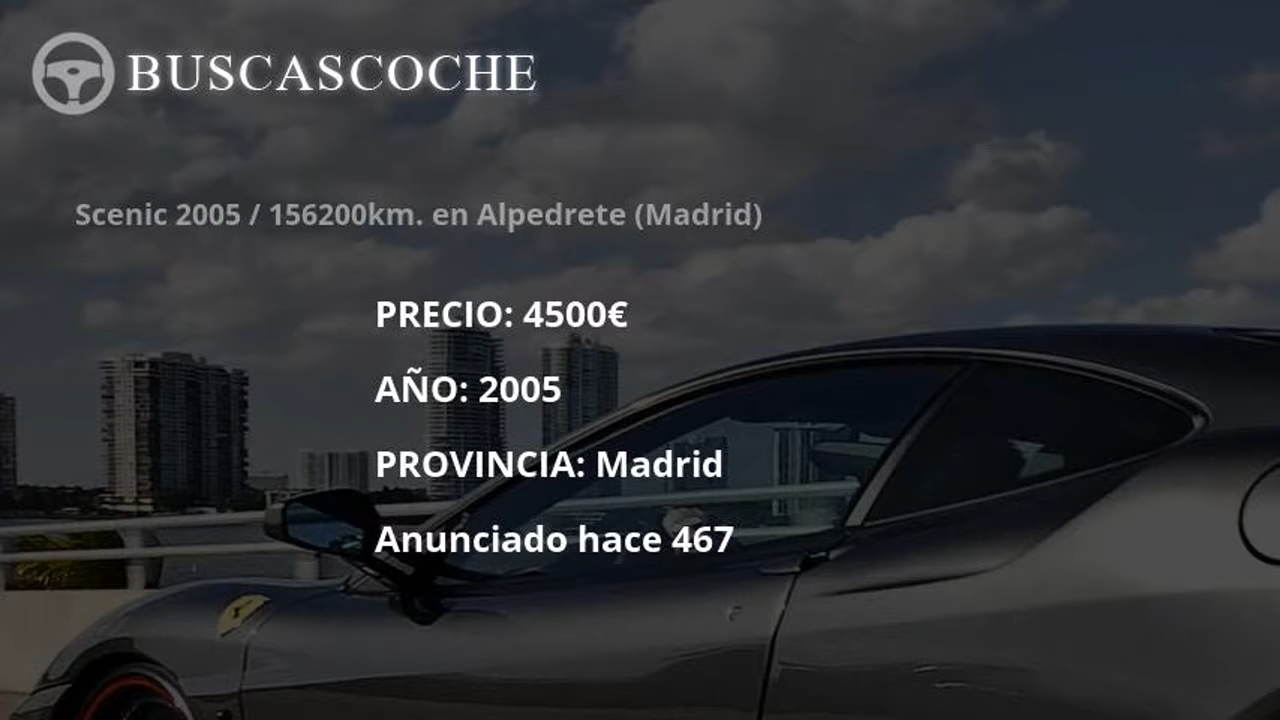 BUSCASCOCHE
Scenic 2005 / 156200km. en Alpedrete (Madrid)
PRECIO: 4500€
AÑO: 2005
PROVINCIA: Madrid
Anunciado hace 467